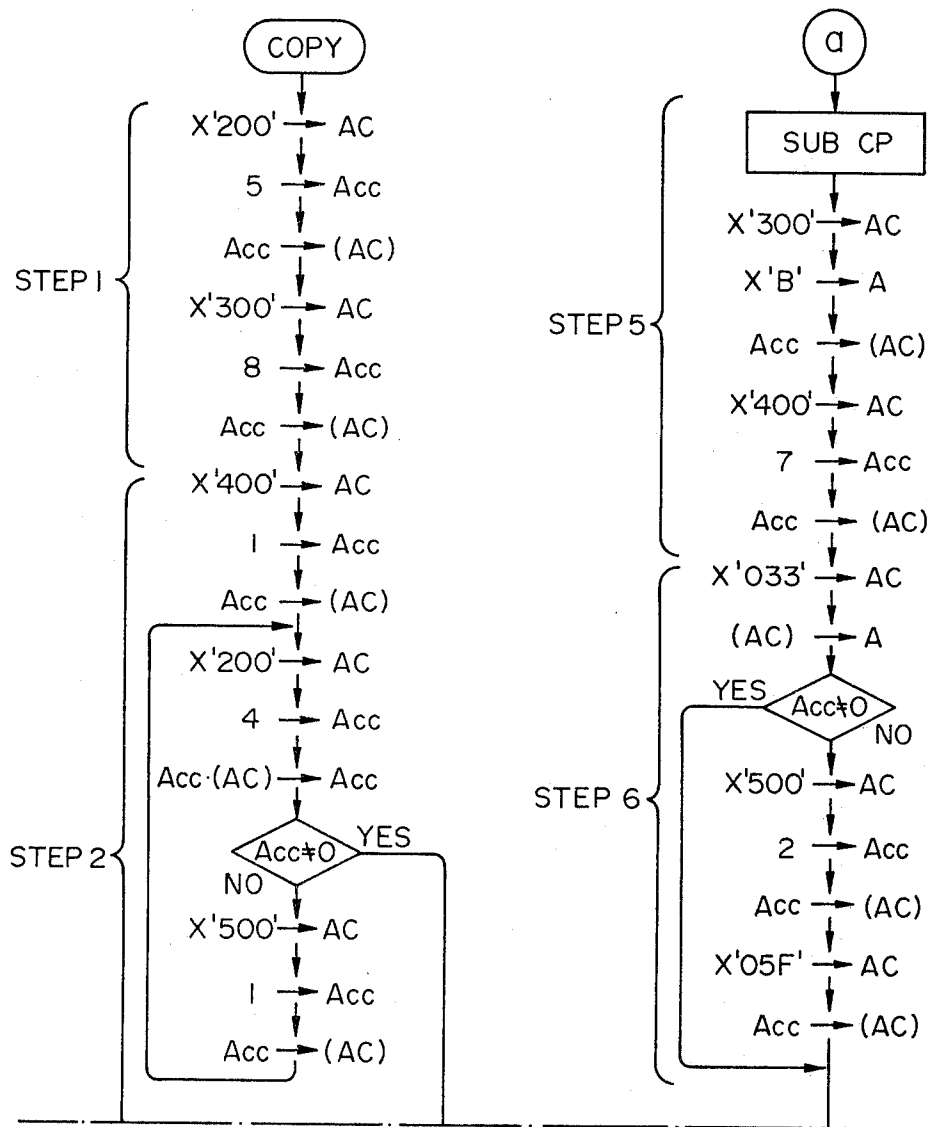 COPY
STEP 1
X'200' → AC
5 → Acc
Acc → (AC)
X'300' → AC
8 → Acc
Acc → (AC)
STEP 2
X'400' → AC
1 → Acc
Acc → (AC)
X'200' → AC
4 → Acc
Acc·(AC) → Acc
Acc≠0
YES
NO
X'500' → AC
1 → Acc
Acc → (AC)
a
STEP 5
SUB CP
X'300' → AC
X'B' → A
Acc → (AC)
X'400' → AC
7 → Acc
Acc → (AC)
STEP 6
X'033' → AC
(AC) → A
YES
Acc≠0
NO
X'500' → AC
2 → Acc
Acc → (AC)
X'05F' → AC
Acc → (AC)